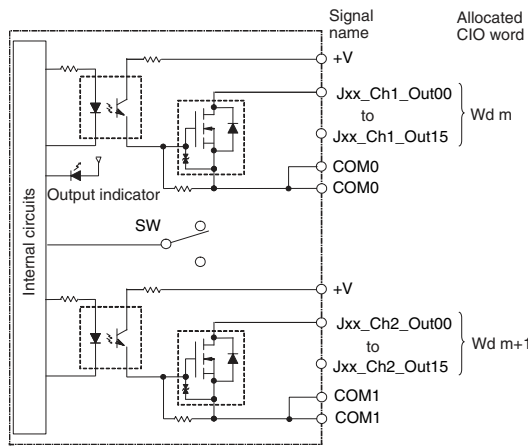 Signal name
Allocated CIO word
+V
Jxx_Ch1_Out00
to
Jxx_Ch1_Out15
Wd m
COM0
COM0
Output indicator
Internal circuits
SW
+V
Jxx_Ch2_Out00
to
Jxx_Ch2_Out15
Wd m+1
COM1
COM1